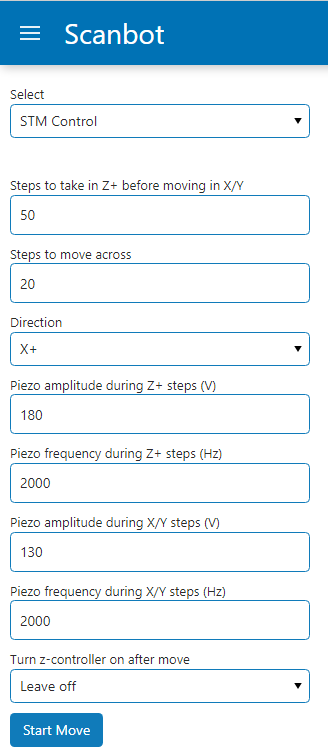 Scanbot
Select
STM Control
Steps to take in Z+ before moving in X/Y
50
Steps to move across
20
Direction
X+
Piezo amplitude during Z+ steps (V)
180
Piezo frequency during Z+ steps (Hz)
2000
Piezo amplitude during X/Y steps (V)
130
Piezo frequency during X/Y steps (Hz)
2000
Turn z-controller on after move
Leave off
Start Move